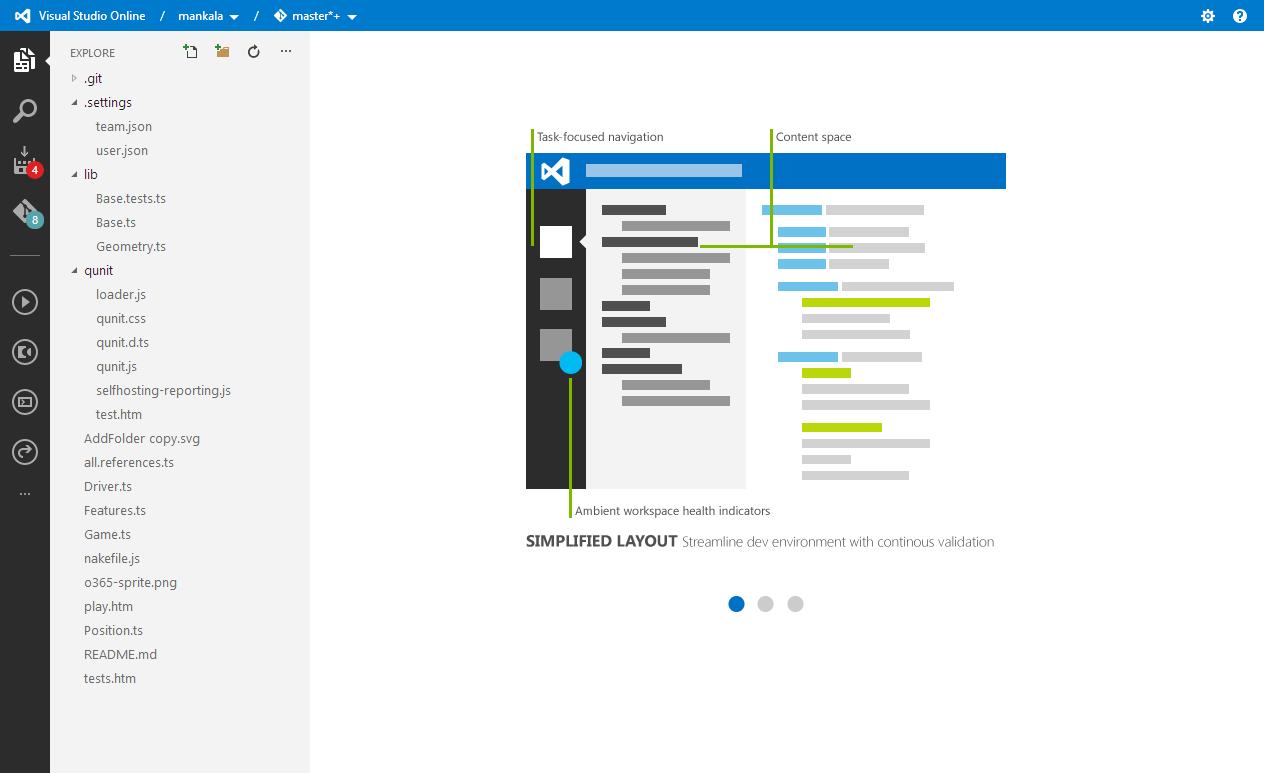 Visual Studio Online / mankala / master*+
EXPLORE
.git
.settings
team.json
user.json
lib
Base.tests.ts
Base.ts
Geometry.ts
qunit
loader.js
qunit.css
qunit.d.ts
qunit.js
selfhosting-reporting.js
test.htm
AddFolder copy.svg
all.references.ts
Driver.ts
Features.ts
Game.ts
nakefile.js
o365-sprite.png
play.htm
Position.ts
README.md
tests.htm
4
8
Task-focused navigation
Content space
Ambient workspace health indicators
SIMPLIFIED LAYOUT Streamline dev environment with continous validation